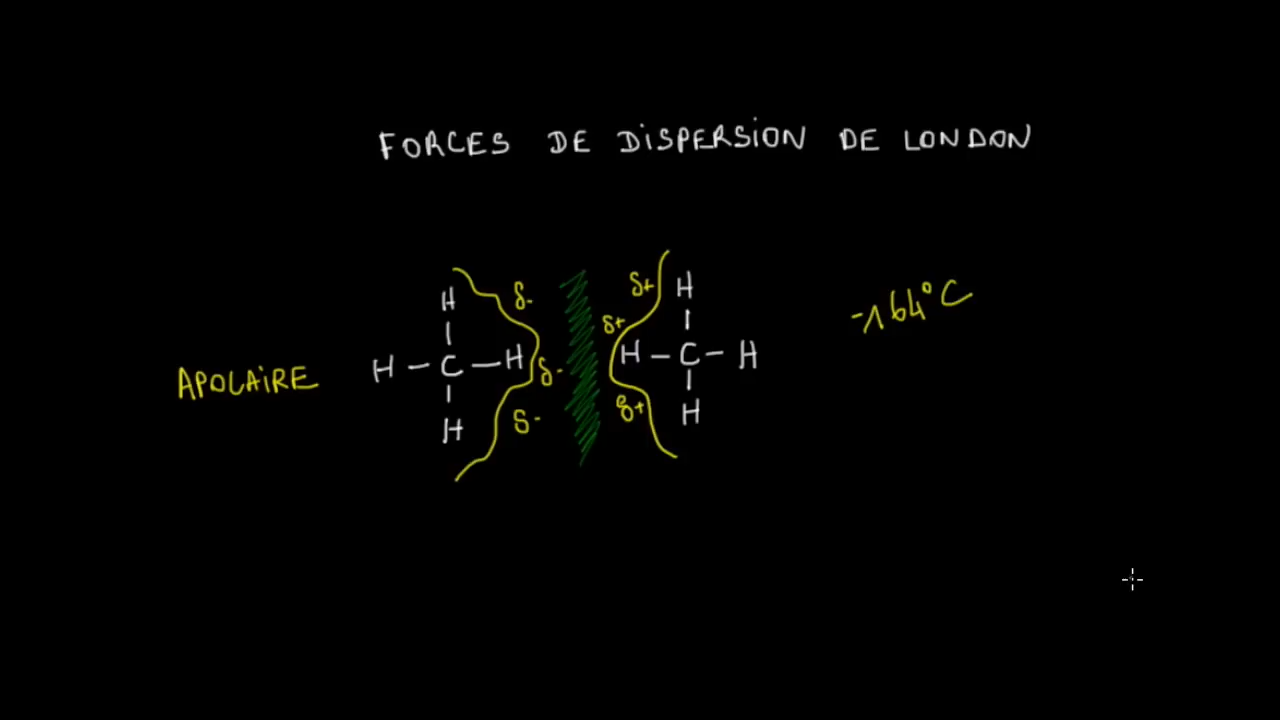 FORCES DE DISPERSION DE LONDON
H δ- δ+ H
-164°C
δ+
APOLAIRE H-C-H δ- H-C-H
H δ- δ+ H